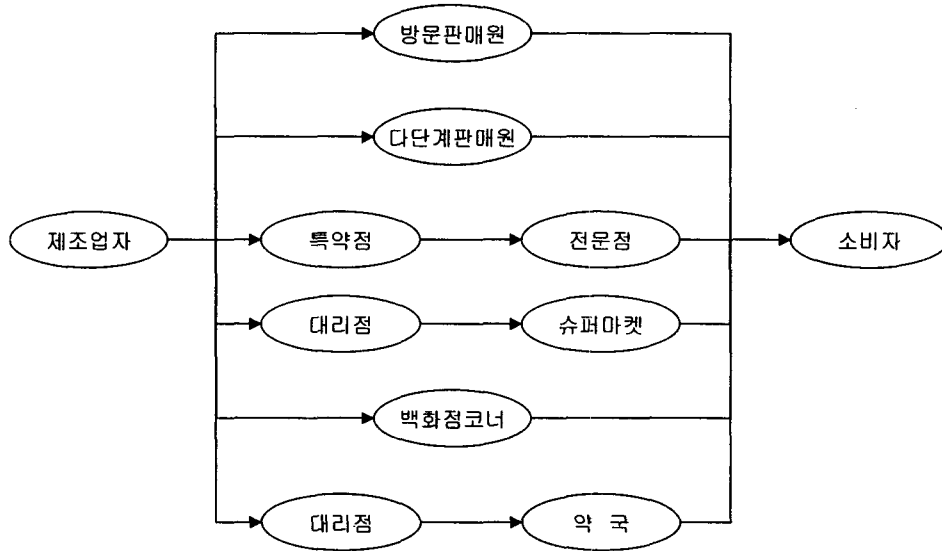 방문판매원
다단계판매원
제조업자
특약점
전문점
소비자
대리점
슈퍼마켓
백화점코너
대리점
약 국